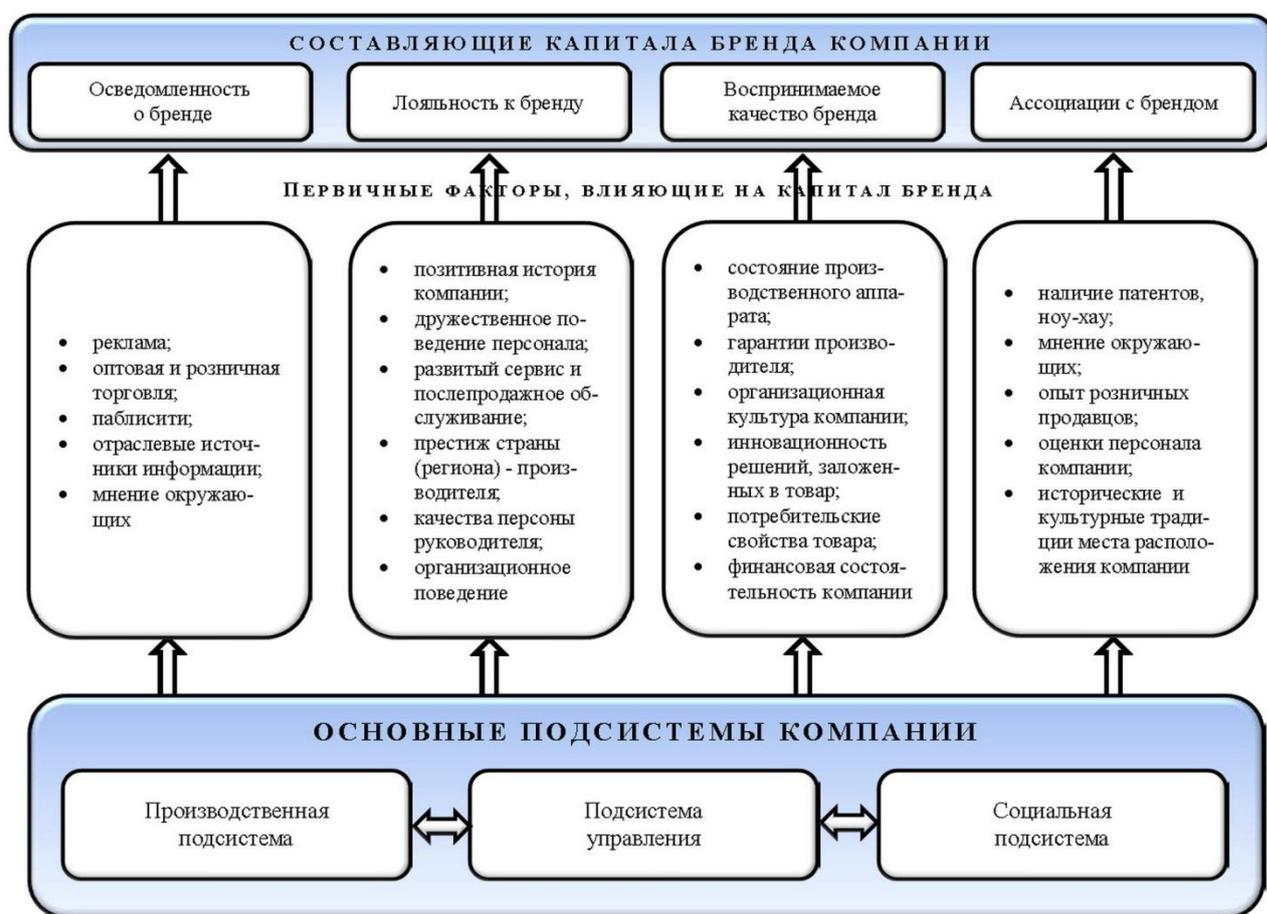 СОСТАВЛЯЮЩИЕ КАПИТАЛА БРЕНДА КОМПАНИИ
Осведомленность
о бренде
Лояльность к бренду
Воспринимаемое
качество бренда
Ассоциации с брендом
ПЕРВИЧНЫЕ ФАКТОРЫ, ВЛИЯЮЩИЕ НА КАПИТАЛ БРЕНДА
• реклама;
• оптовая и розничная
торговля;
• паблисити;
• отраслевые источ-
ники информации;
• мнение окружаю-
щих
• позитивная история
компании;
• дружественное по-
ведение персонала;
• развитый сервис и
послепродажное об-
служивание;
• престиж страны
(региона) - произ-
водителя;
• качества персоны
руководителя;
• организационное
поведение
• состояние произ-
водственного аппа-
рата;
• гарантии произво-
дителя;
• организационная
культура компании;
• инновационность
решений, заложен-
ных в товар;
• потребительские
свойства товара;
• финансовая состоя-
тельность компании
• наличие патентов,
ноу-хау;
• мнение окружаю-
щих;
• опыт розничных
продавцов;
• оценки персонала
компании;
• исторические и
культурные тради-
ции места располо-
жения компании
ОСНОВНЫЕ ПОДСИСТЕМЫ КОМПАНИИ
Производственная
подсистема
Подсистема
управления
Социальная
подсистема